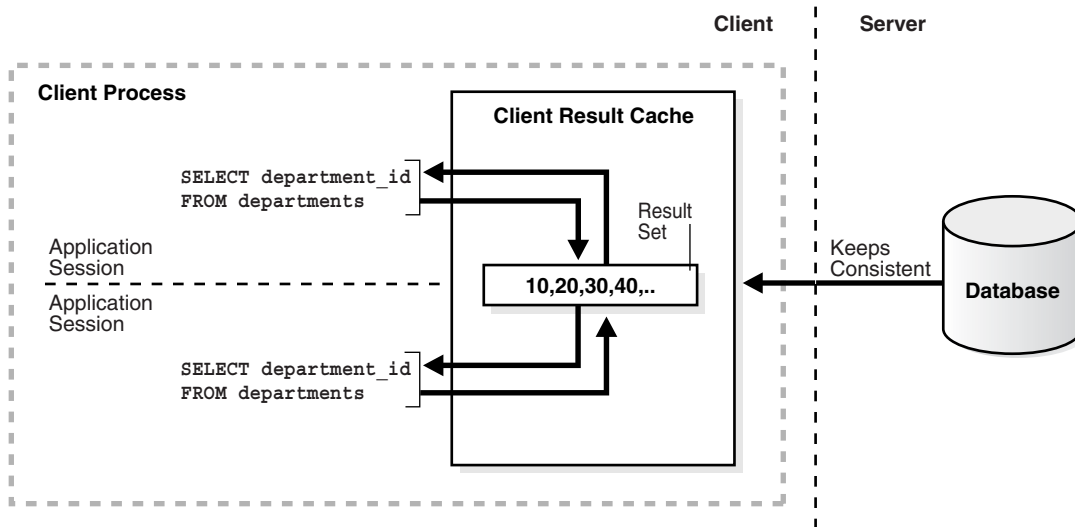 Client
Server
Client Process
Client Result Cache
SELECT department_id
FROM departments
Result
Set
Application
Session
Keeps
Consistent
10,20,30,40,..
Database
Application
Session
SELECT department_id
FROM departments